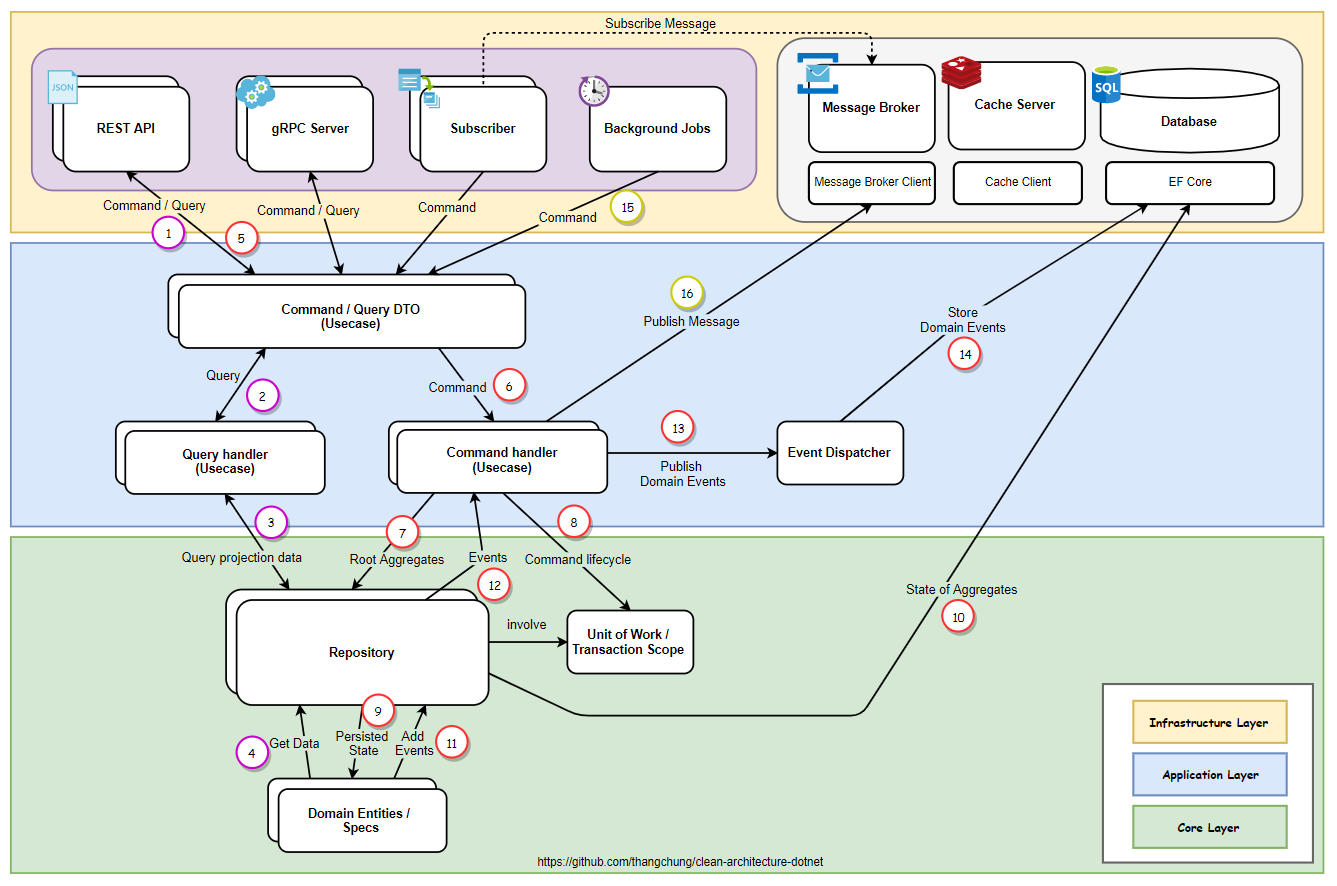 Subscribe Message
JSON
REST API
gRPC Server
Subscriber
Background Jobs
Message Broker
Cache Server
SQL
Database
Message Broker Client
Cache Client
EF Core
Command / Query
1
5
Command / Query
Command
Command
15
Command / Query DTO
(Usecase)
16
Publish Message
Store
Domain Events
14
Query
2
Command
6
Query handler
(Usecase)
Command handler
(Usecase)
13
Publish
Domain Events
Event Dispatcher
3
Query projection data
7
Root Aggregates
Events
12
8
Command lifecycle
State of Aggregates
10
Repository
involve
Unit of Work /
Transaction Scope
4
Get Data
9
Persisted
State
Add
Events
11
Domain Entities /
Specs
Infrastructure Layer
Application Layer
Core Layer
https://github.com/thangchung/clean-architecture-dotnet